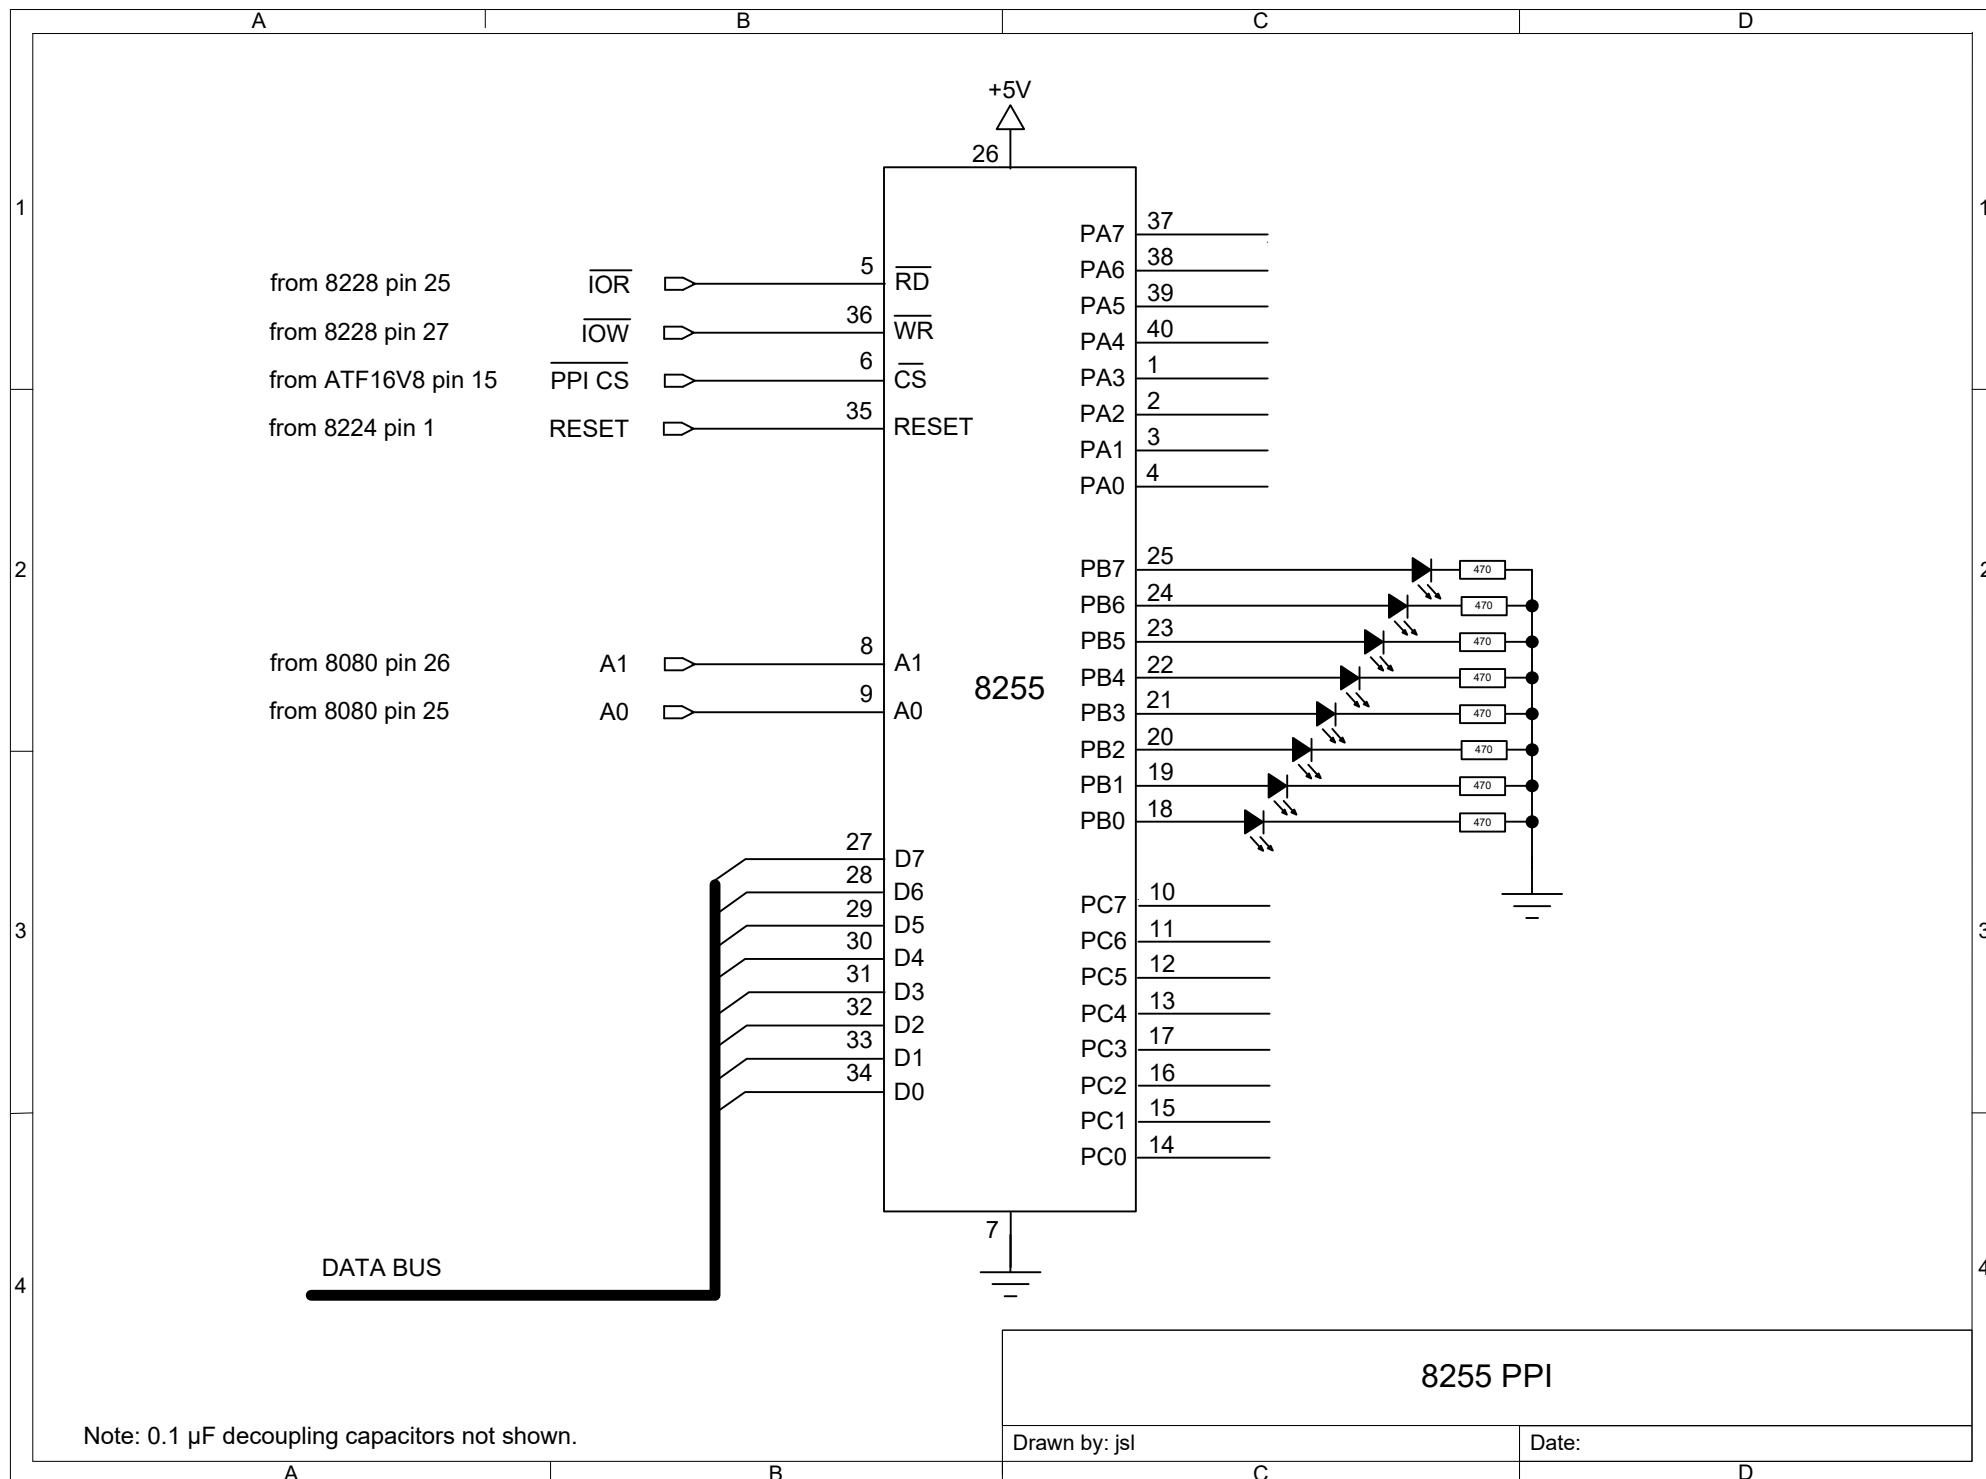 A B C D
+5V
26
1 1
PA7 37
PA6 38
from 8228 pin 25 IOR 5 RD
PA5 39
from 8228 pin 27 IOW 36 WR
PA4 40
from ATF16V8 pin 15 PPI CS 6 CS
PA3 1
PA2 2
from 8224 pin 1 RESET 35 RESET
PA1 3
PA0 4
2 2
PB7 25 470
PB6 24 470
PB5 23 470
from 8080 pin 26 A1 8 A1
PB4 22 470
8255
from 8080 pin 25 A0 9 A0
PB3 21 470
PB2 20 470
PB1 19 470
PB0 18 470
27 D7
28 D6
29 D5
30 D4
31 D3
32 D2
33 D1
34 D0
3 3
PC7 10
PC6 11
PC5 12
PC4 13
PC3 17
PC2 16
PC1 15
PC0 14
7
DATA BUS
4 4
8255 PPI
Note: 0.1 µF decoupling capacitors not shown.
Drawn by: jsl Date:
A B C D